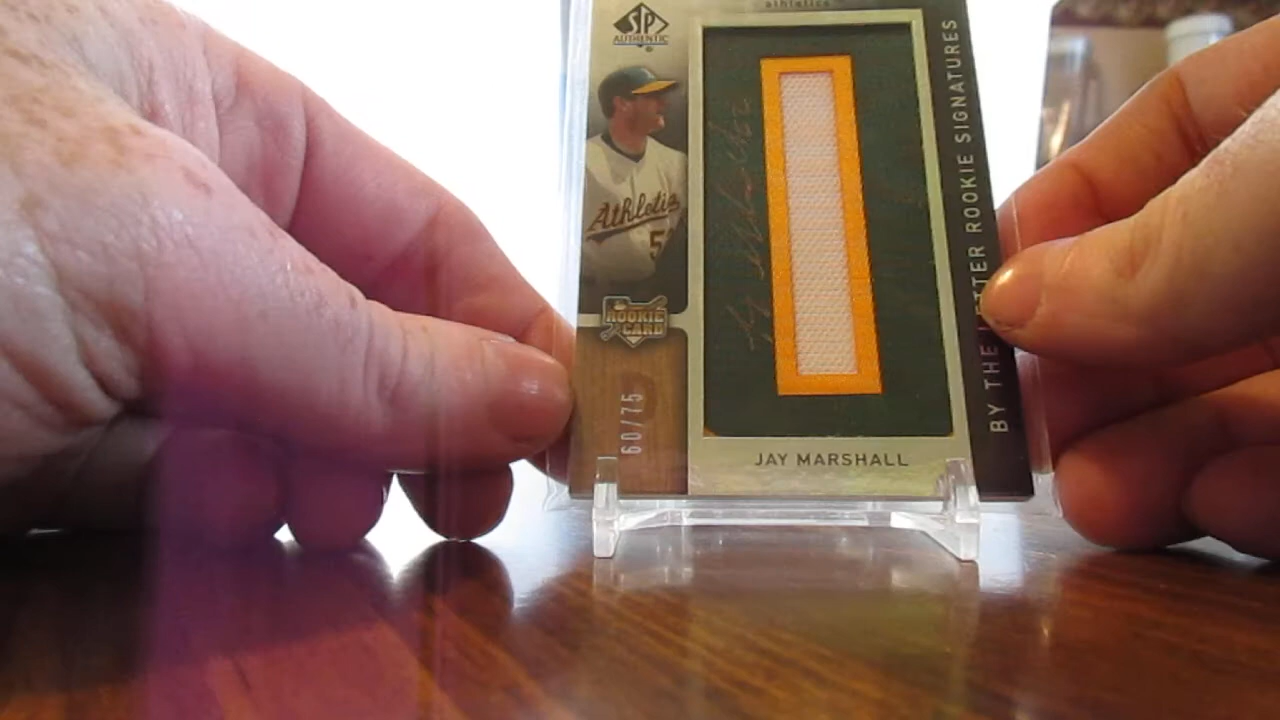 athletics
SP
AUTHENTIC
Athletics
5
ROOKIE
CARD
60/75
JAY MARSHALL
BY THE LETTER ROOKIE SIGNATURES